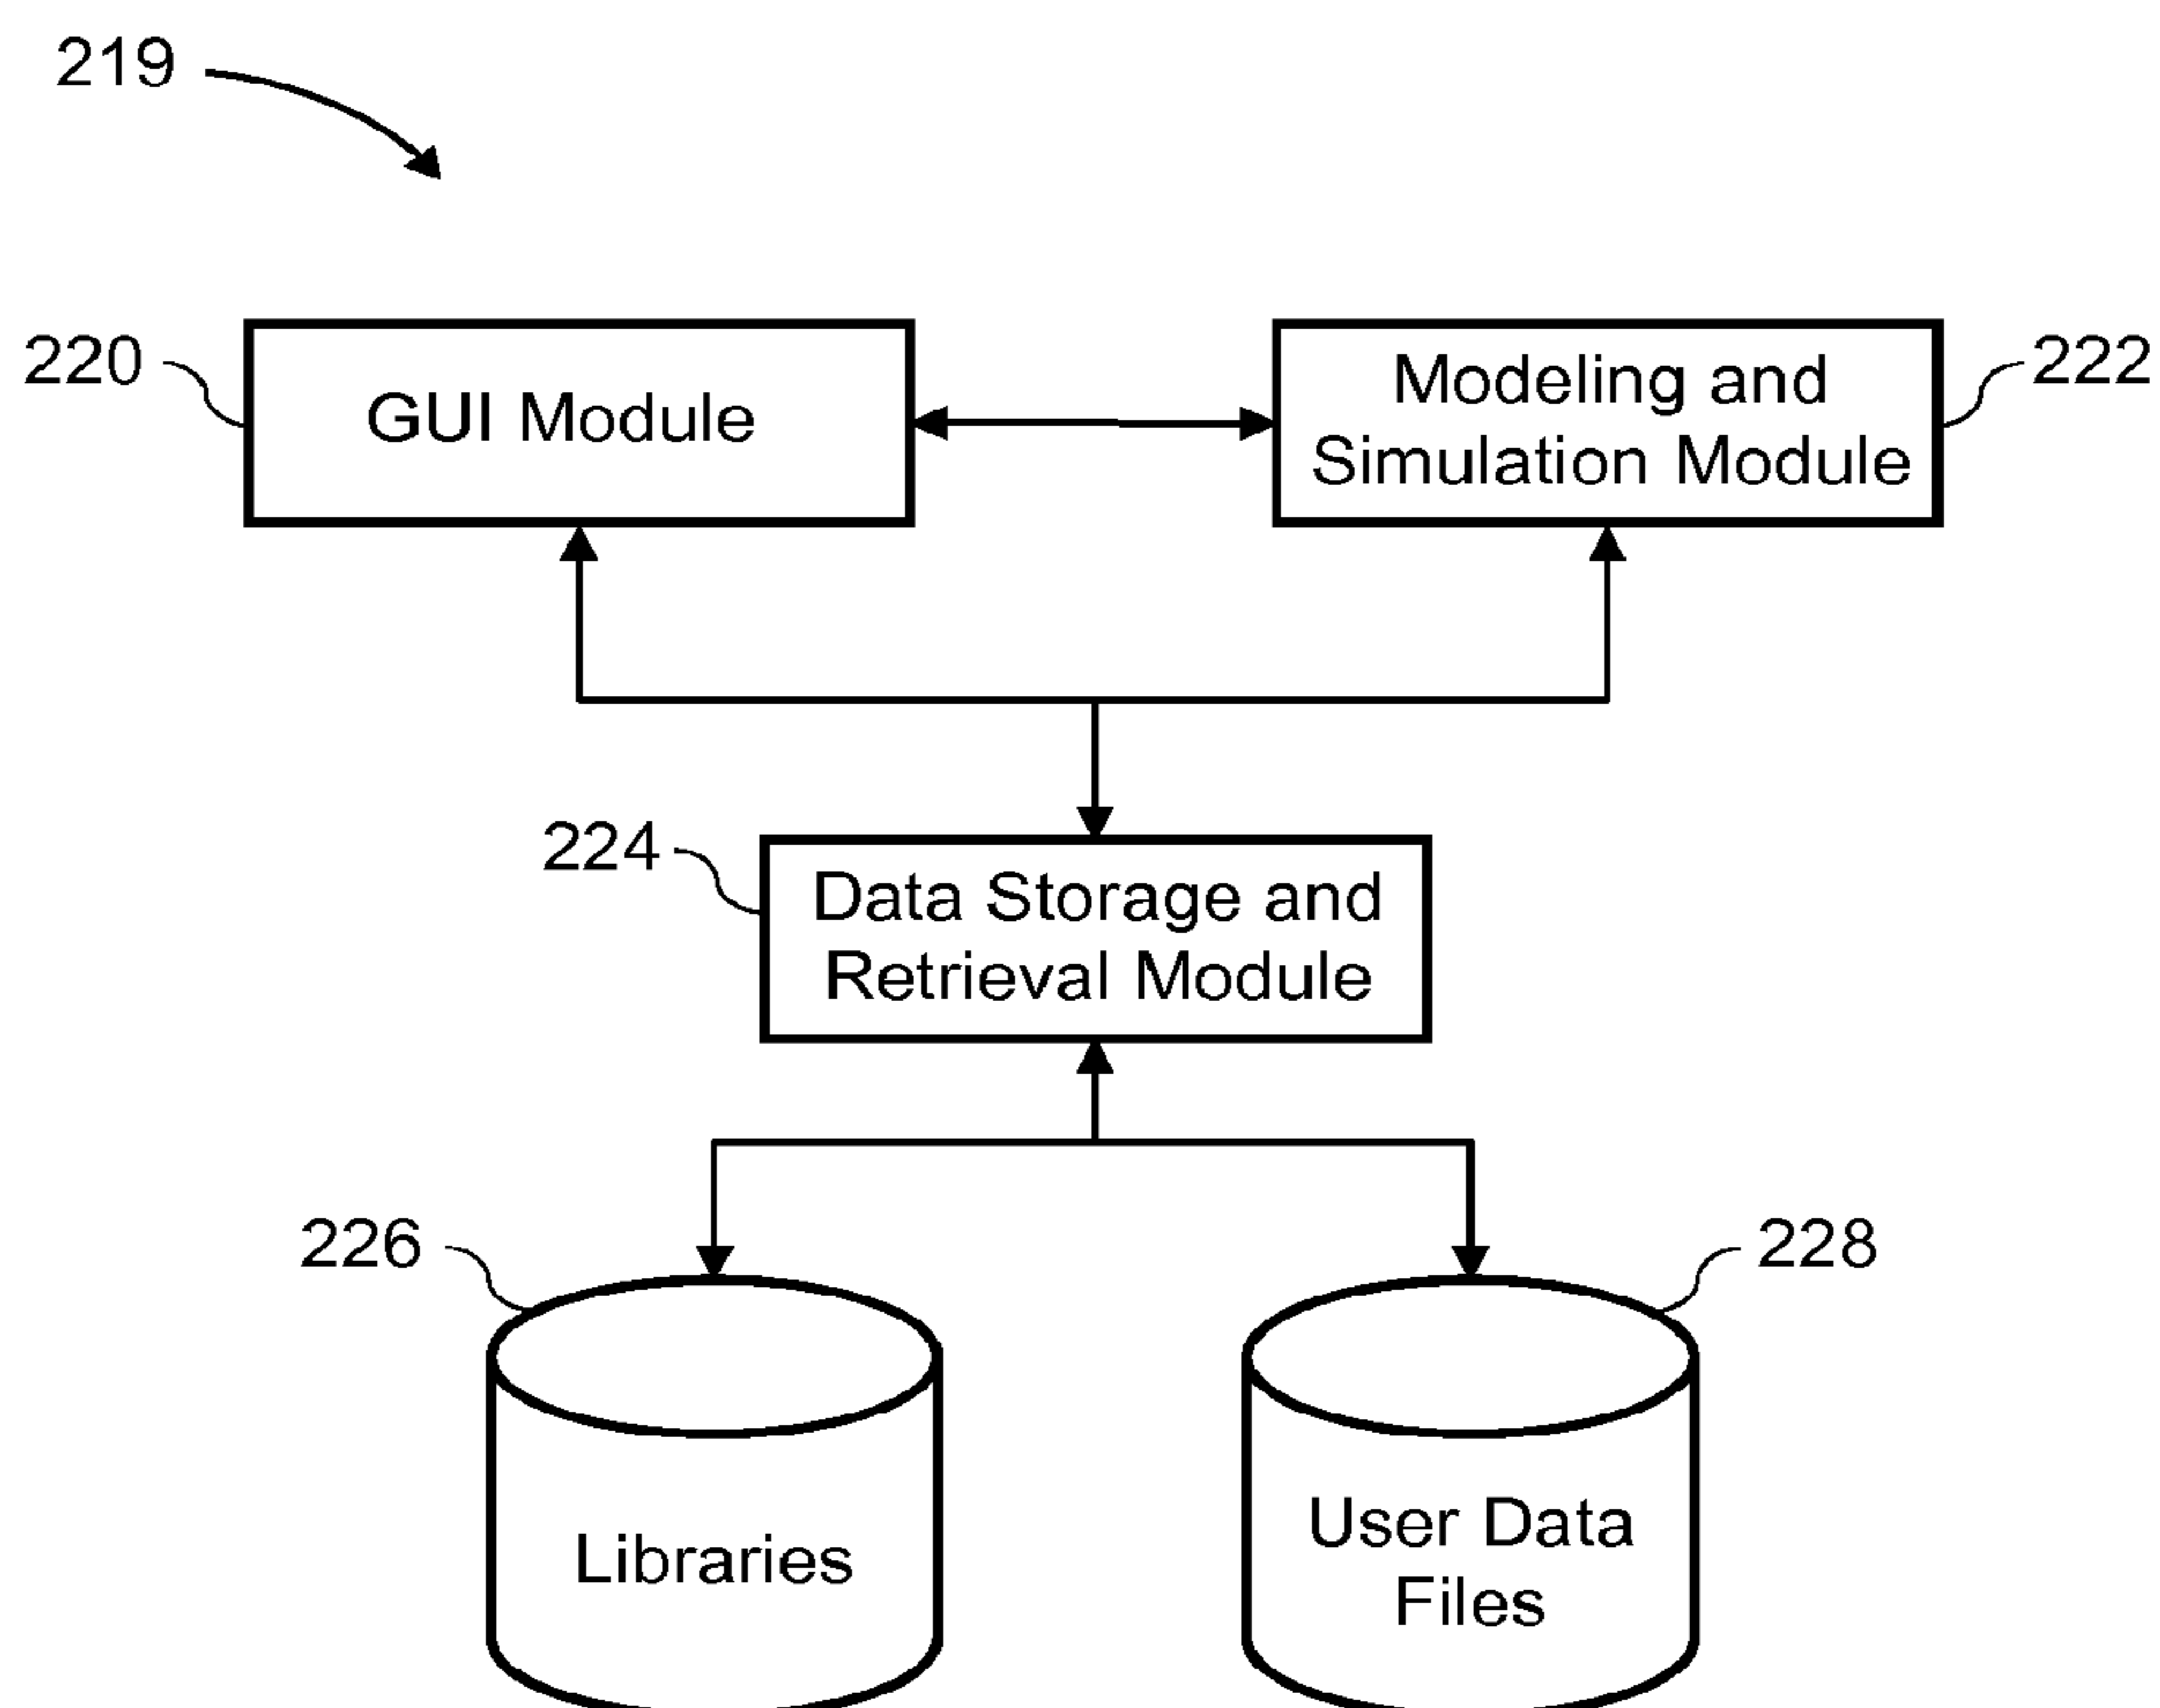 219
220
GUI Module
Modeling and
Simulation Module
222
224
Data Storage and
Retrieval Module
226
Libraries
228
User Data
Files